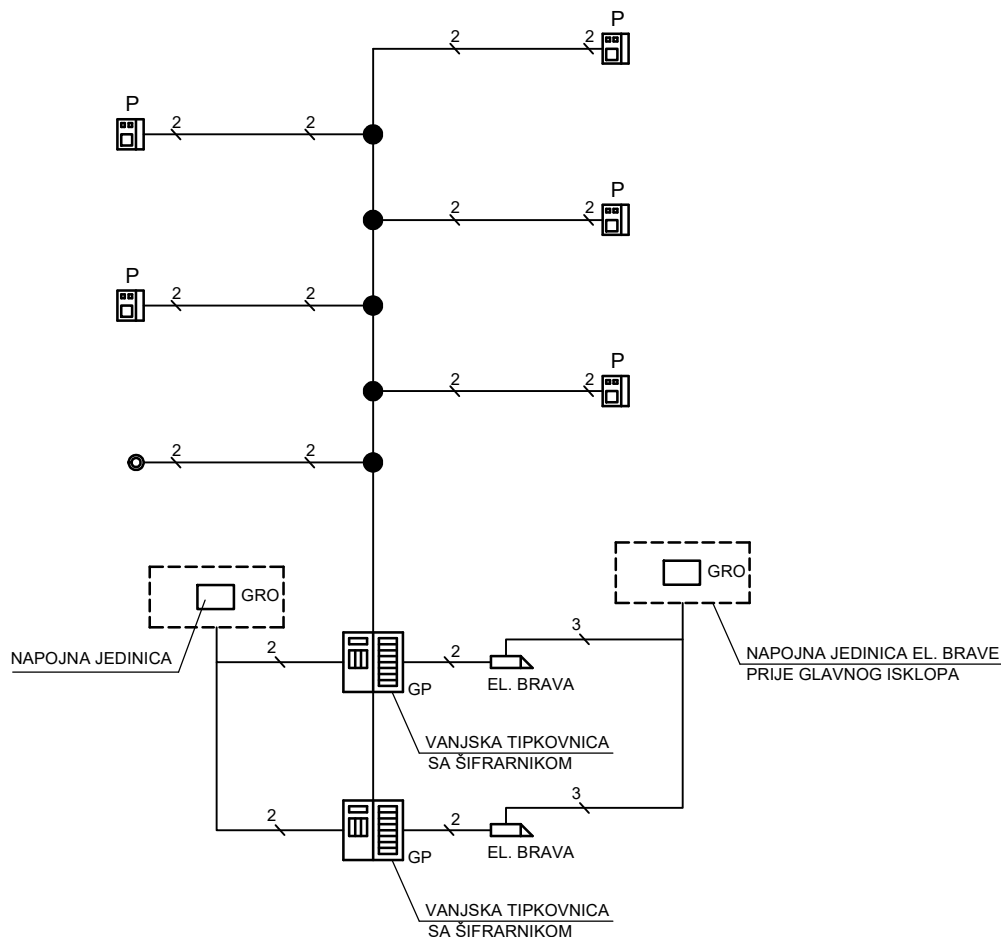 P
2 2
P
2 2
P
2 2
P
2 2
P
2 2
2 2
GRO
GRO
NAPOJNA JEDINICA
3
NAPOJNA JEDINICA EL. BRAVE
PRIJE GLAVNOG ISKLOPA
2 2
GP
EL. BRAVA
VANJSKA TIPKOVNICA
SA ŠIFRARNIKOM
3
2 2
GP
EL. BRAVA
VANJSKA TIPKOVNICA
SA ŠIFRARNIKOM